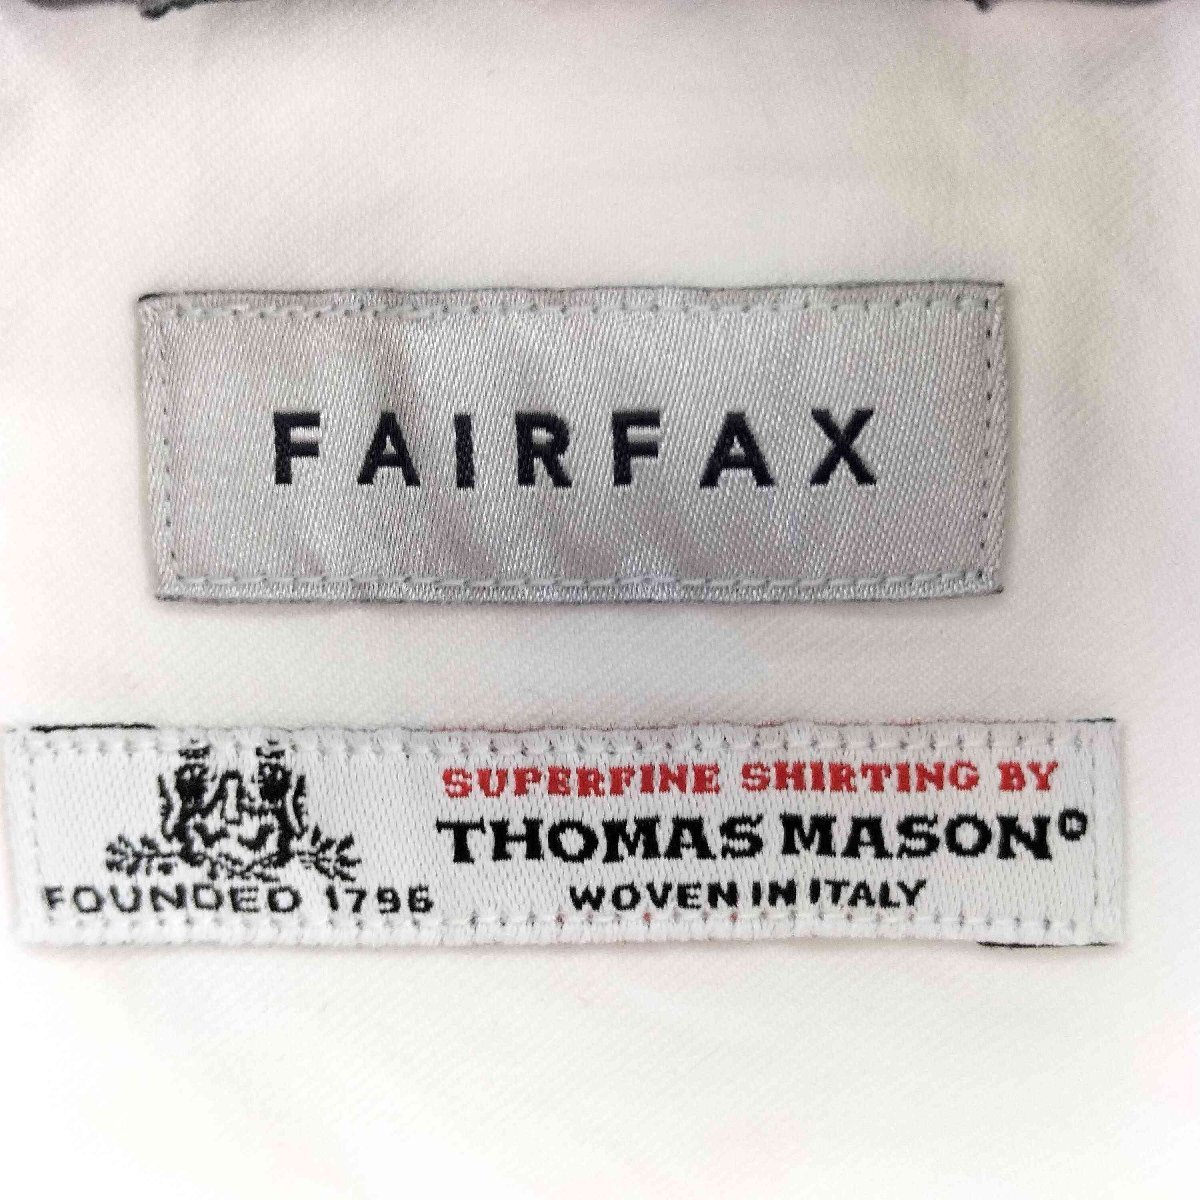 FAIRFAX
SUPERFINE SHIRTING BY
THOMAS MASON®
WOVEN IN ITALY
FOUNDED 1796